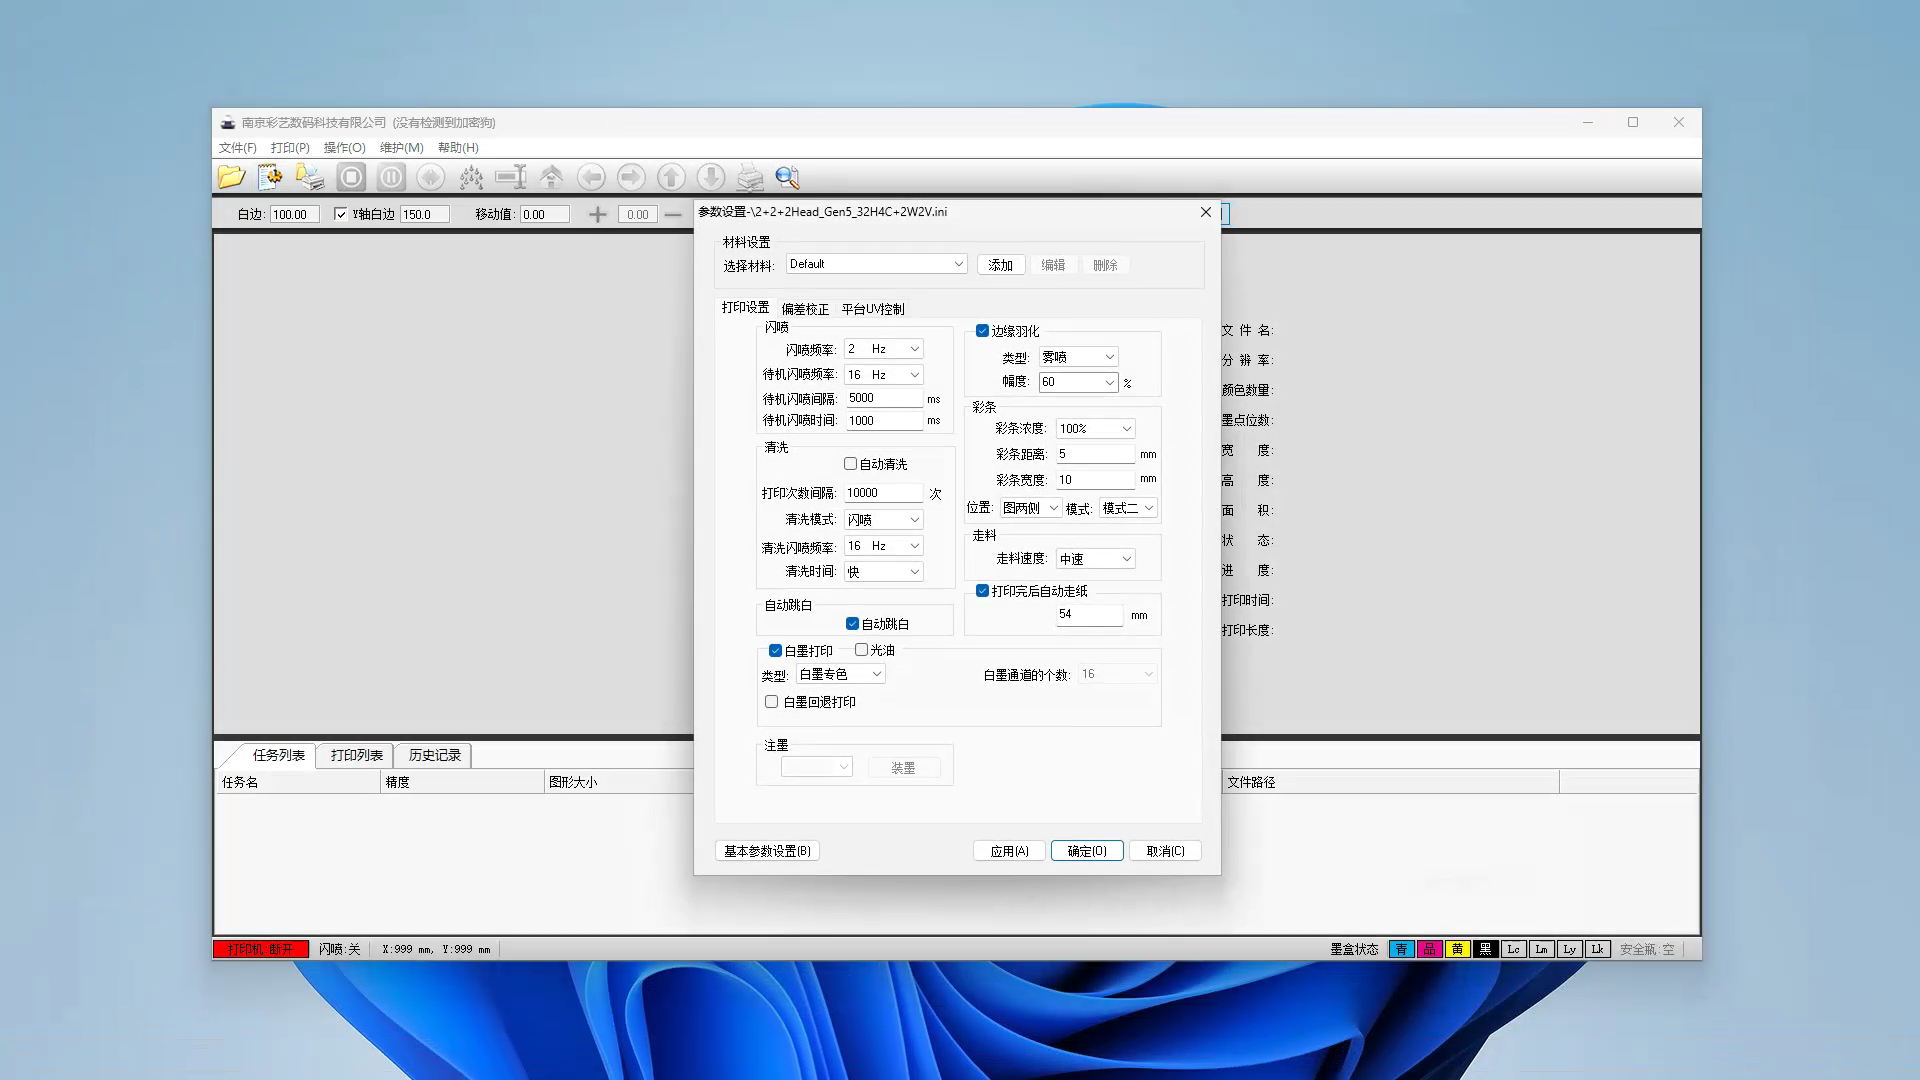 南京彩艺数码科技有限公司 (没有检测到加密狗)
文件(F) 打印(P) 操作(O) 维护(M) 帮助(H)
白边: 100.00 Y轴白边 150.0 移动值: 0.00 0.00
参数设置-\2+2+2Head_Gen5_32H4C+2W2V.ini
材料设置
选择材料: Default 添加 编辑 删除
打印设置 偏差校正 平台UV控制
闪喷
闪喷频率: 2 Hz
待机闪喷频率: 16 Hz
待机闪喷间隔: 5000 ms
待机闪喷时间: 1000 ms
清洗
自动清洗
打印次数间隔: 10000 次
清洗模式: 闪喷
清洗闪喷频率: 16 Hz
清洗时间: 快
自动跳白
自动跳白
边缘羽化
类型: 雾喷
幅度: 60 %
彩条
彩条浓度: 100%
彩条距离: 5 mm
彩条宽度: 10 mm
位置: 图两侧 模式: 模式二
走料
走料速度: 中速
打印完后自动走纸
54 mm
白墨打印 光油
类型: 白墨专色 白墨通道的个数: 16
白墨回退打印
注墨
装墨
基本参数设置(B) 应用(A) 确定(O) 取消(C)
文 件 名:
分 辨 率:
颜色数量:
墨点位数:
宽 度:
高 度:
面 积:
状 态:
进 度:
打印时间:
打印长度:
任务列表 打印列表 历史记录
任务名 精度 图形大小 文件路径
打印机:断开 闪喷:关 X:999 mm, Y:999 mm 墨盒状态 青 品 黄 黑 Lc Lm Ly Lk 安全瓶:空